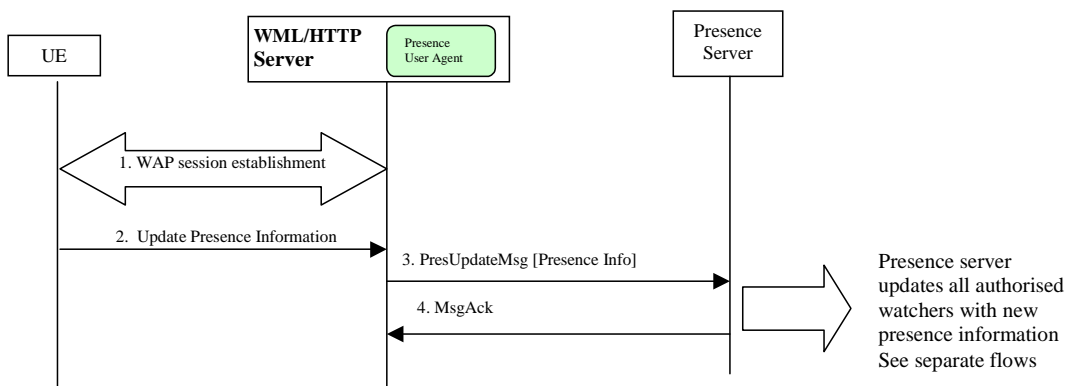 UE
WML/HTTP
Server
Presence
User Agent
Presence
Server
1. WAP session establishment
2. Update Presence Information
3. PresUpdateMsg [Presence Info]
4. MsgAck
Presence server
updates all authorised
watchers with new
presence information
See separate flows